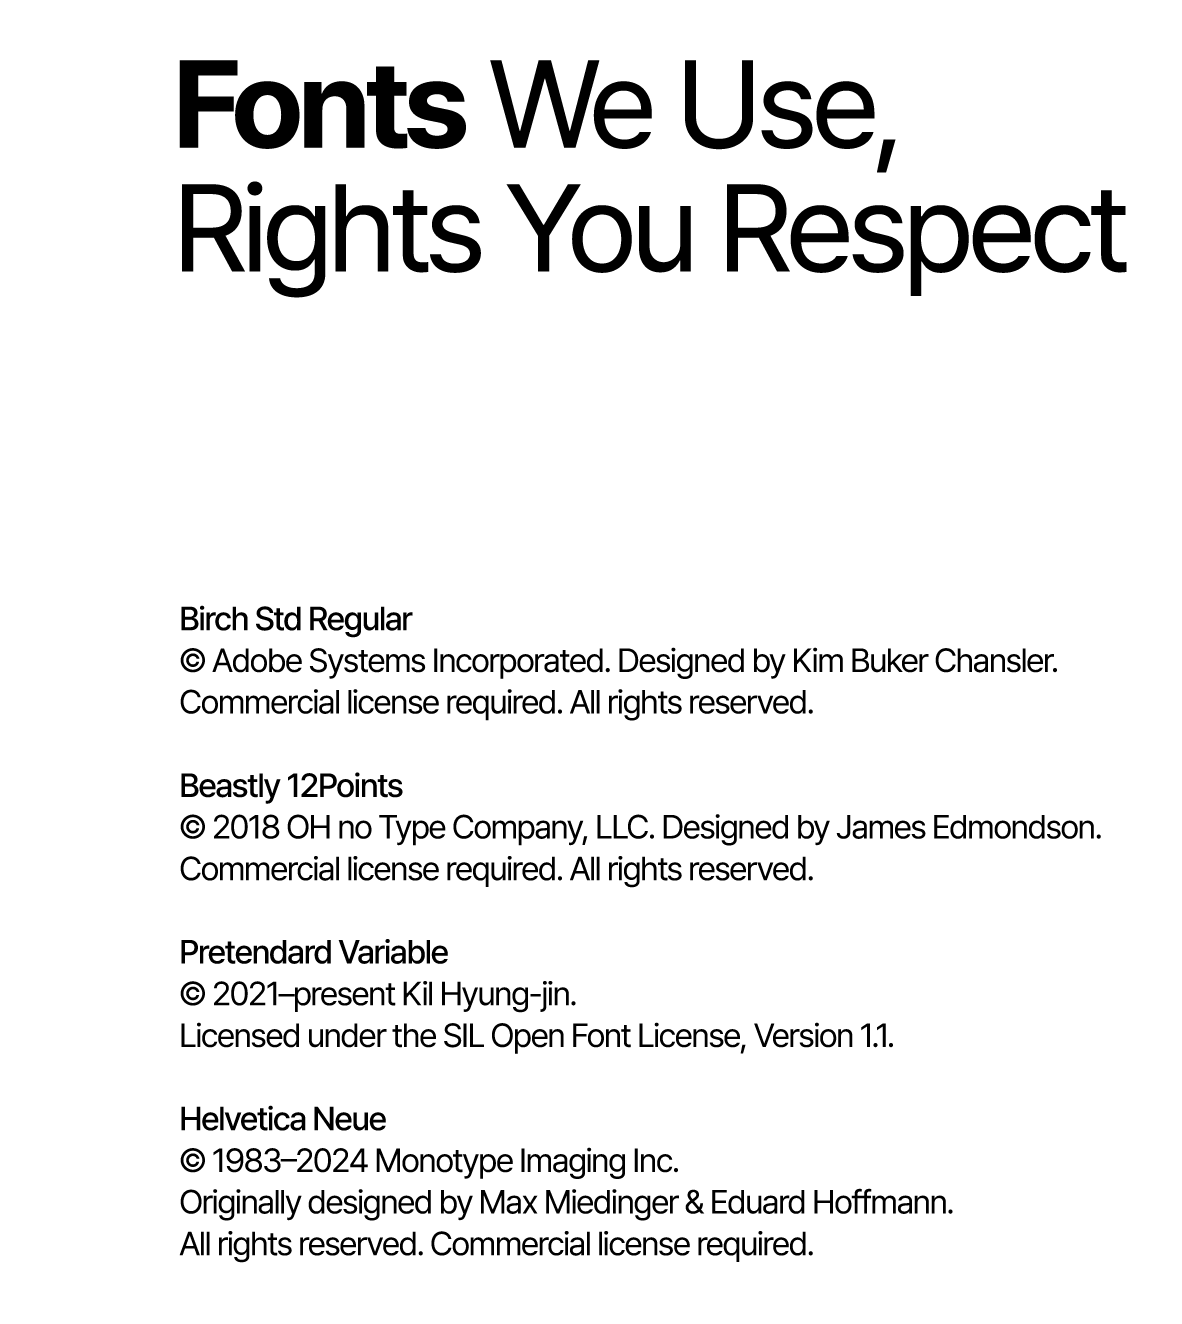 Fonts We Use,
Rights You Respect
Birch Std Regular
© Adobe Systems Incorporated. Designed by Kim Buker Chansler.
Commercial license required. All rights reserved.
Beastly 12Points
© 2018 OH no Type Company, LLC. Designed by James Edmondson.
Commercial license required. All rights reserved.
Pretendard Variable
© 2021–present Kil Hyung-jin.
Licensed under the SIL Open Font License, Version 1.1.
Helvetica Neue
© 1983–2024 Monotype Imaging Inc.
Originally designed by Max Miedinger & Eduard Hoffmann.
All rights reserved. Commercial license required.